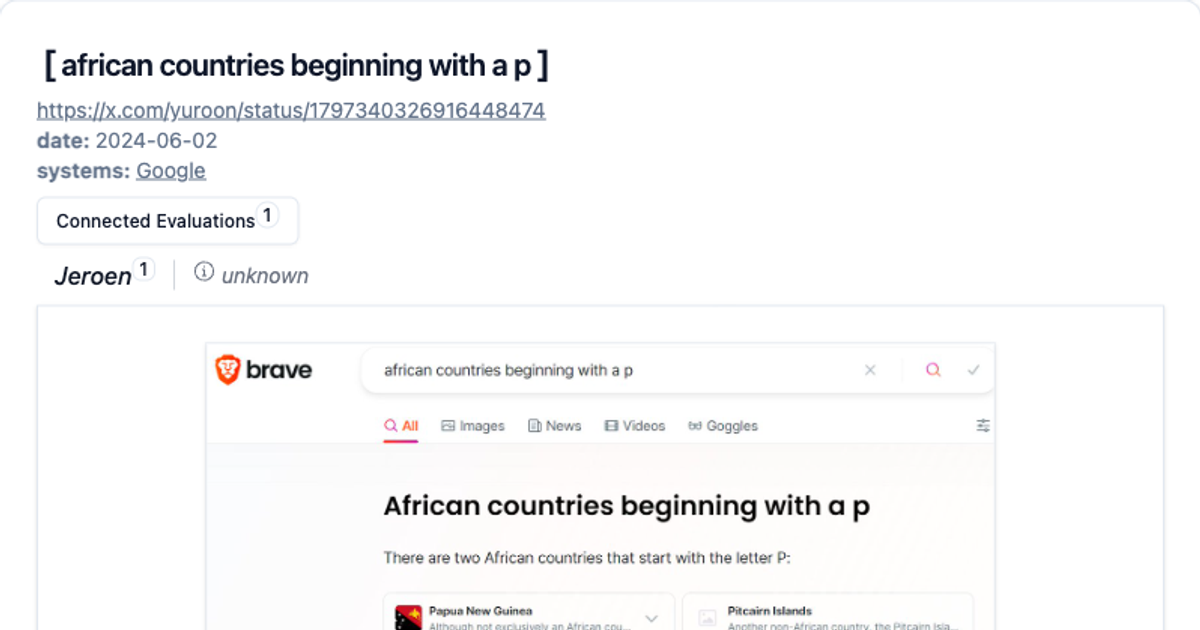 [ african countries beginning with a p ]
https://x.com/yuroon/status/1797340326916448474
date: 2024-06-02
systems: Google
Connected Evaluations 1
Jeroen 1 unknown
brave african countries beginning with a p
All Images News Videos Goggles
African countries beginning with a p
There are two African countries that start with the letter P:
Papua New Guinea Pitcairn Islands
Although not exclusively an African cou... Another non-African country, the Pitcairn Isla...